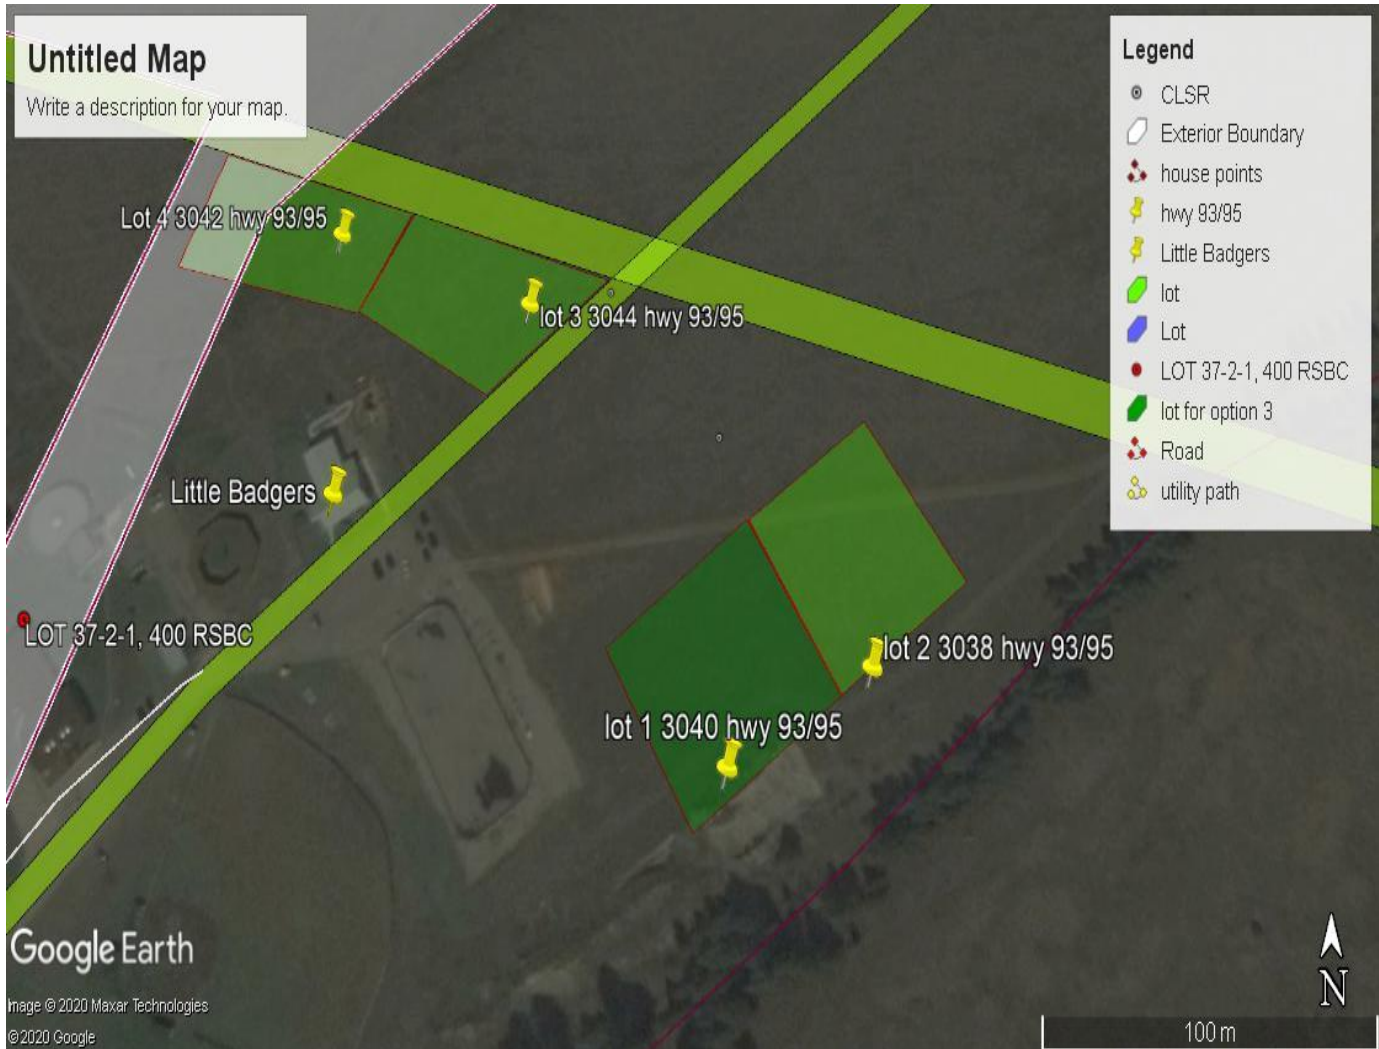 Untitled Map
Write a description for your map.
Legend
CLSR
Exterior Boundary
house points
hwy 93/95
Little Badgers
lot
Lot
LOT 37-2-1, 400 RSBC
lot for option 3
Road
utility path
Lot 4 3042 hwy 93/95
lot 3 3044 hwy 93/95
Little Badgers
LOT 37-2-1, 400 RSBC
lot 2 3038 hwy 93/95
lot 1 3040 hwy 93/95
Google Earth
Image © 2020 Maxar Technologies
© 2020 Google
N
100 m